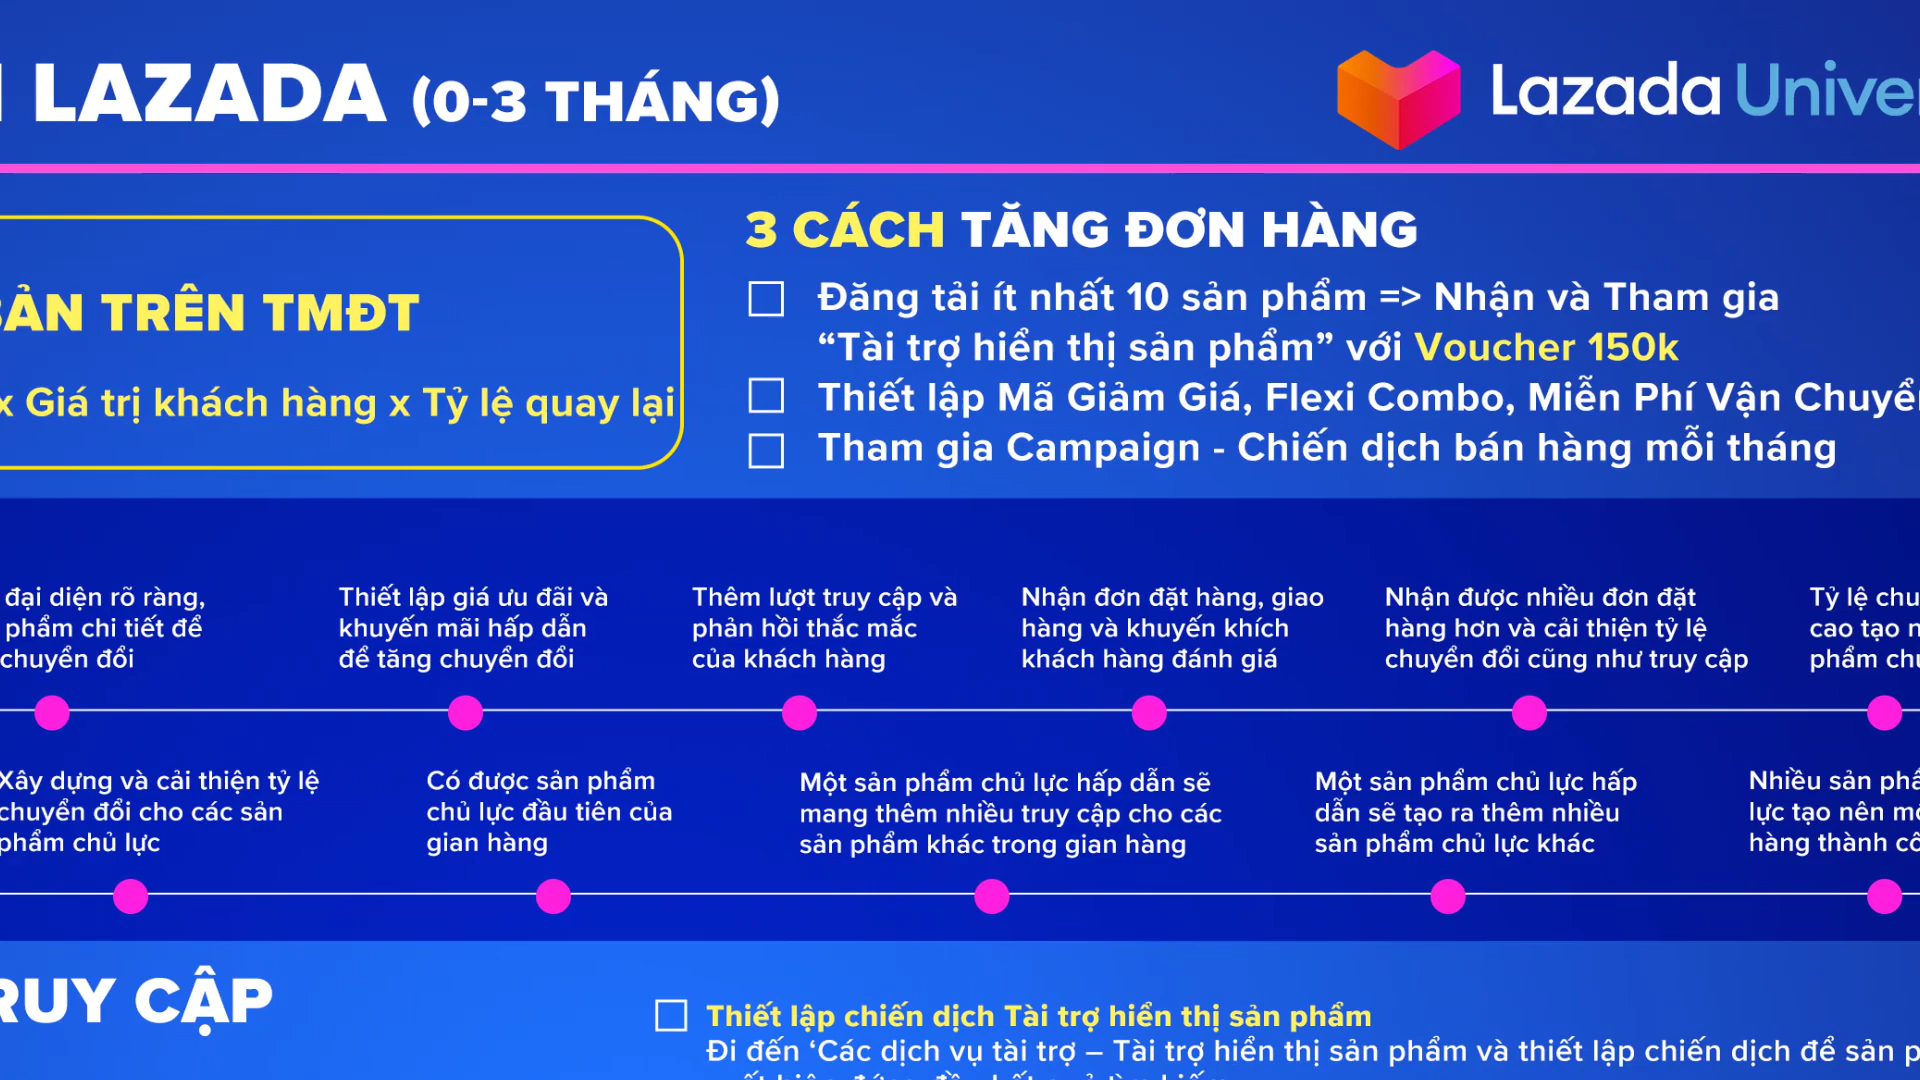 LAZADA (0-3 THÁNG)
Lazada
BẢN TRÊN TMĐT
x Giá trị khách hàng x Tỷ lệ quay lại
3 CÁCH TĂNG ĐƠN HÀNG
Đăng tải ít nhất 10 sản phẩm => Nhận và Tham gia
“Tài trợ hiển thị sản phẩm” với Voucher 150k
Thiết lập Mã Giảm Giá, Flexi Combo, Miễn Phí Vận Chuyển
Tham gia Campaign - Chiến dịch bán hàng mỗi tháng
đại diện rõ ràng,
phẩm chi tiết để
chuyển đổi
Thiết lập giá ưu đãi và
khuyến mãi hấp dẫn
để tăng chuyển đổi
Thêm lượt truy cập và
phản hồi thắc mắc
của khách hàng
Nhận đơn đặt hàng, giao
hàng và khuyến khích
khách hàng đánh giá
Nhận được nhiều đơn đặt
hàng hơn và cải thiện tỷ lệ
chuyển đổi cũng như truy cập
Tỷ lệ
cao tạo
phẩm
Xây dựng và cải thiện tỷ lệ
chuyển đổi cho các sản
phẩm chủ lực
Có được sản phẩm
chủ lực đầu tiên của
gian hàng
Một sản phẩm chủ lực hấp dẫn sẽ
mang thêm nhiều truy cập cho các
sản phẩm khác trong gian hàng
Một sản phẩm chủ lực hấp
dẫn sẽ tạo ra thêm nhiều
sản phẩm chủ lực khác
Nhiều sản
lực tạo nên
hàng thành
TRUY CẬP
Thiết lập chiến dịch Tài trợ hiển thị sản phẩm
Đi đến ‘Các dịch vụ tài trợ – Tài trợ hiển thị sản phẩm và thiết lập chiến dịch để sản